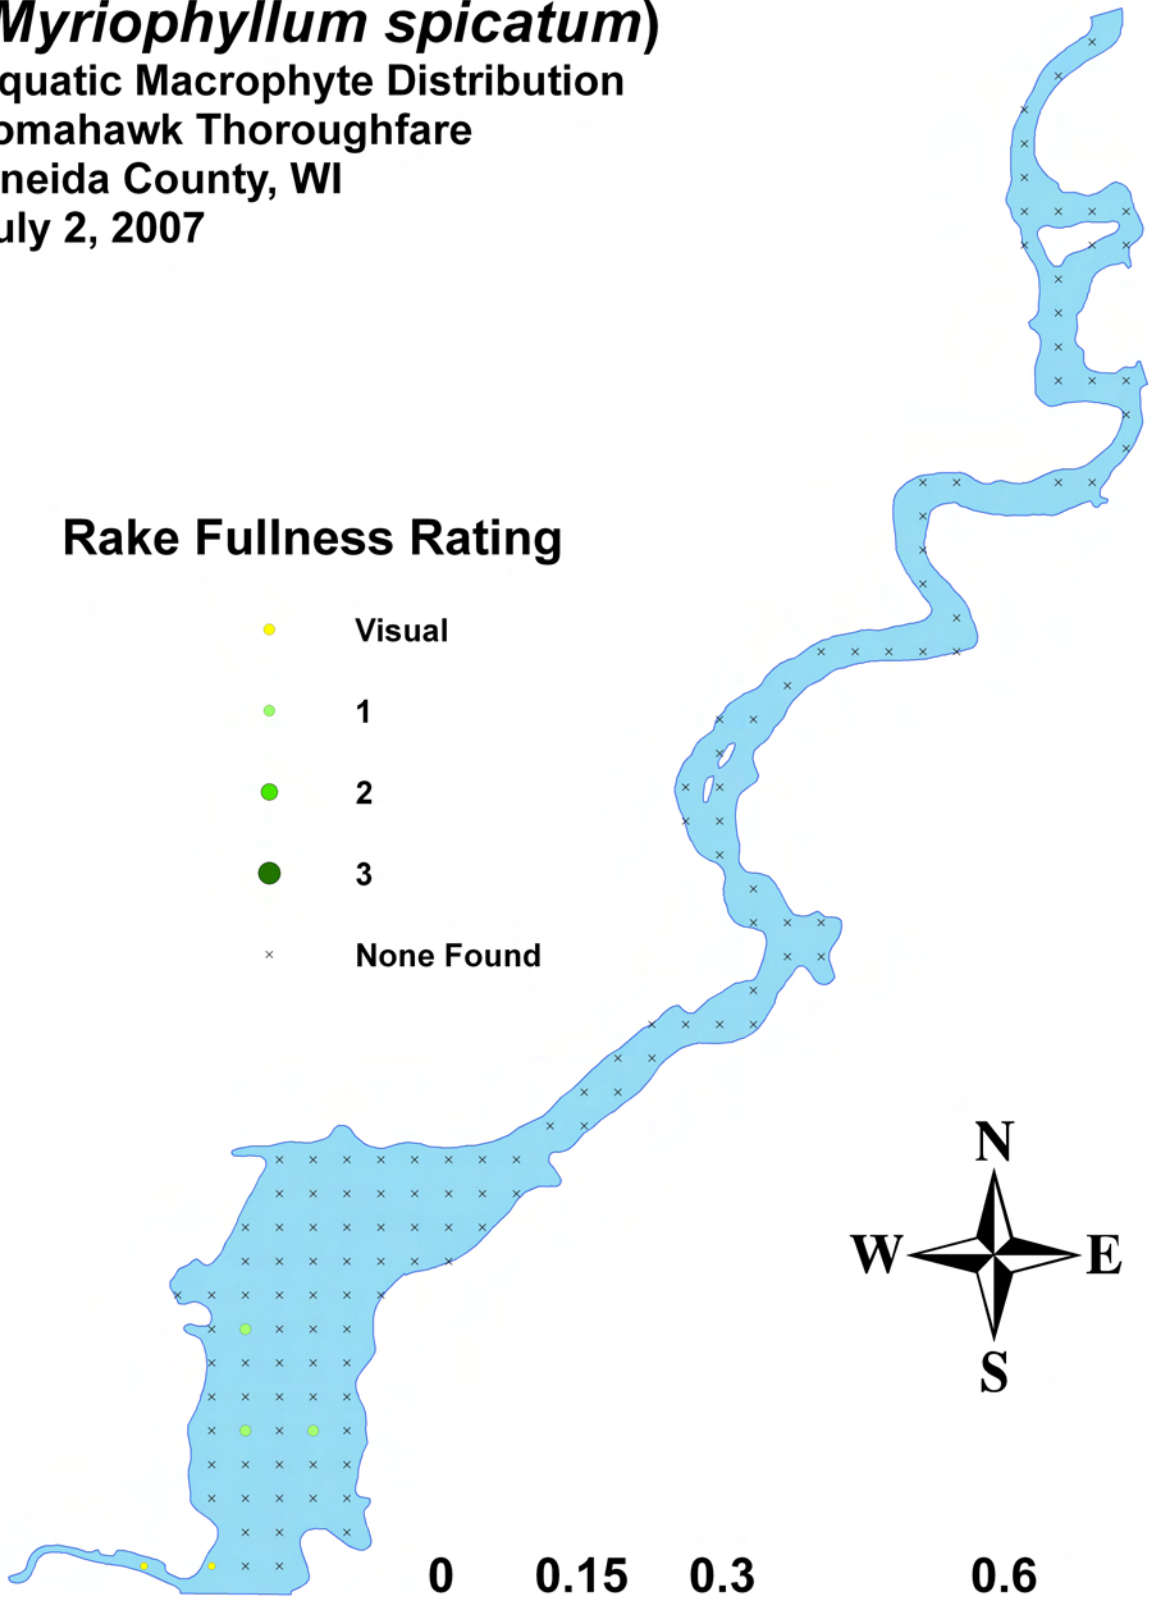 Myriophyllum spicatum)
quatic Macrophyte Distribution
omahawk Thoroughfare
neida County, WI
uly 2, 2007
Rake Fullness Rating
Visual
1
2
3
None Found
N
W E
S
0 0.15 0.3 0.6